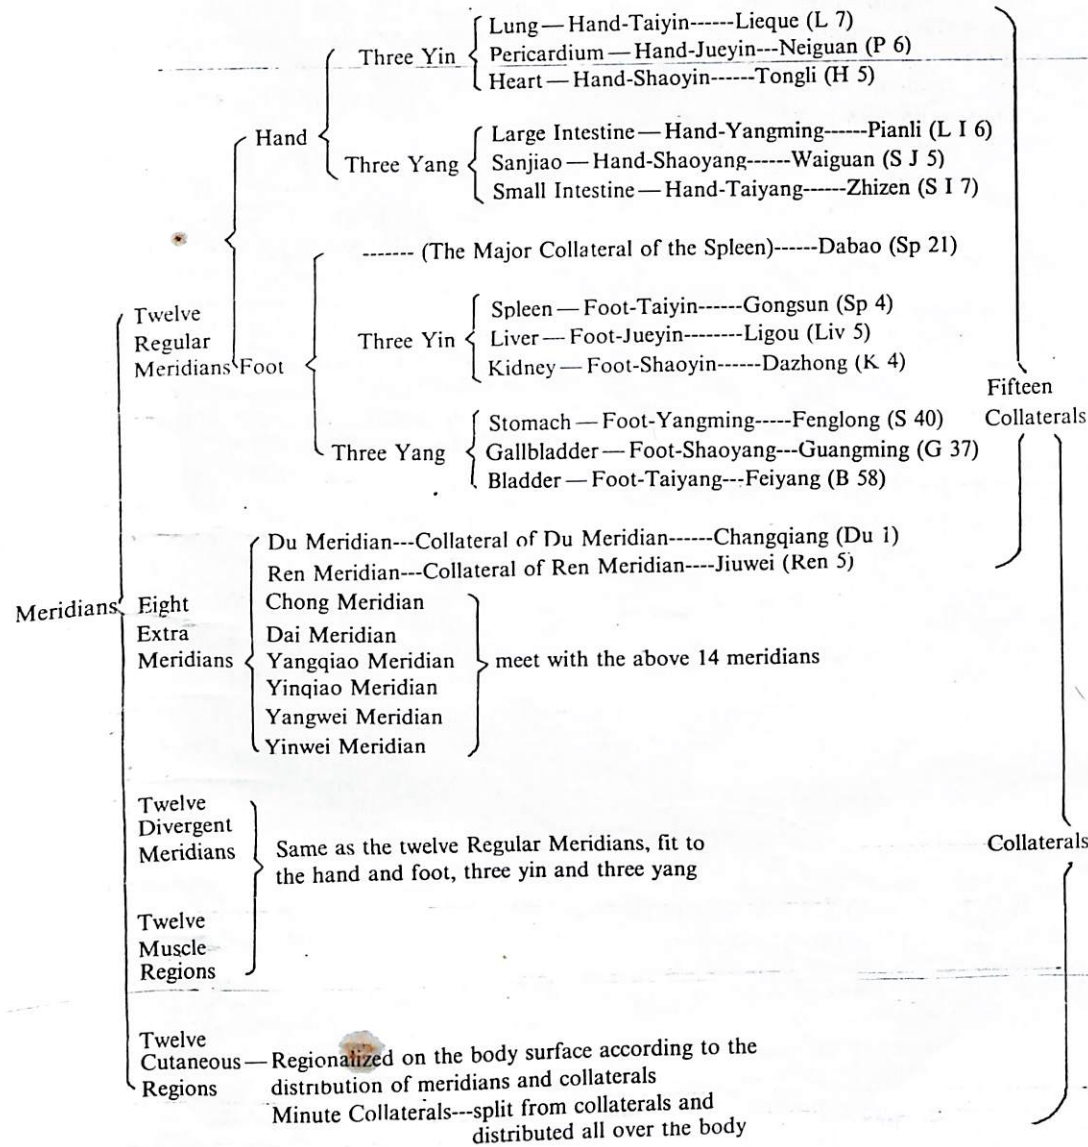 Lung—Hand-Taiyin------Lieque (L 7)
Three Yin Pericardium—Hand-Jueyin---Neiguan (P 6)
Heart—Hand-Shaoyin------Tongli (H 5)
Hand
Large Intestine—Hand-Yangming------Pianli (L I 6)
Three Yang Sanjiao—Hand-Shaoyang------Waiguan (S J 5)
Small Intestine—Hand-Taiyang------Zhizen (S I 7)
------- (The Major Collateral of the Spleen)------Dabao (Sp 21)
Twelve
Regular
Meridians Foot
Spleen—Foot-Taiyin------Gongsun (Sp 4)
Three Yin Liver—Foot-Jueyin--------Ligou (Liv 5)
Kidney—Foot-Shaoyin------Dazhong (K 4)
Stomach—Foot-Yangming-----Fenglong (S 40)
Three Yang Gallbladder—Foot-Shaoyang---Guangming (G 37)
Bladder—Foot-Taiyang---Feiyang (B 58)
Fifteen
Collaterals
Du Meridian---Collateral of Du Meridian------Changqiang (Du 1)
Ren Meridian---Collateral of Ren Meridian----Jiuwei (Ren 5)
Meridians
Eight
Extra
Meridians
Chong Meridian
Dai Meridian
Yangqiao Meridian
Yinqiao Meridian
Yangwei Meridian
Yinwei Meridian
meet with the above 14 meridians
Twelve
Divergent
Meridians
Twelve
Muscle
Regions
Same as the twelve Regular Meridians, fit to
the hand and foot, three yin and three yang
Collaterals
Twelve
Cutaneous—Regionalized on the body surface according to the
Regions distribution of meridians and collaterals
Minute Collaterals---split from collaterals and
distributed all over the body